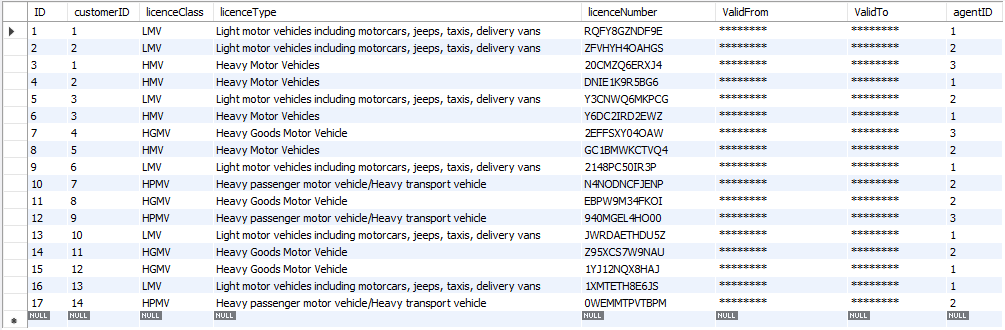 ID customerID licenceClass licenceType licenceNumber ValidFrom ValidTo agentID
1 1 LMV Light motor vehicles including motorcars, jeeps, taxis, delivery vans RQFY8GZNDF9E ******** ******** 1
2 2 LMV Light motor vehicles including motorcars, jeeps, taxis, delivery vans ZFVHYH4OAHGS ******** ******** 2
3 1 HMV Heavy Motor Vehicles 20CMZQ6ERXJ4 ******** ******** 3
4 2 HMV Heavy Motor Vehicles DNIE1K9R5BG6 ******** ******** 1
5 3 LMV Light motor vehicles including motorcars, jeeps, taxis, delivery vans Y3CNWQ6MKPCG ******** ******** 2
6 3 HMV Heavy Motor Vehicles Y6DC2IRD2EWZ ******** ******** 1
7 4 HGMV Heavy Goods Motor Vehicle 2EFFSXY04OAW ******** ******** 3
8 5 HMV Heavy Motor Vehicles GC1BMWKCTVQ4 ******** ******** 2
9 6 LMV Light motor vehicles including motorcars, jeeps, taxis, delivery vans 2148PC50IR3P ******** ******** 1
10 7 HPMV Heavy passenger motor vehicle/Heavy transport vehicle N4NODNCFJENP ******** ******** 2
11 8 HGMV Heavy Goods Motor Vehicle EBPW9M34FKOI ******** ******** 2
12 9 HPMV Heavy passenger motor vehicle/Heavy transport vehicle 940MGEL4HO00 ******** ******** 3
13 10 LMV Light motor vehicles including motorcars, jeeps, taxis, delivery vans JWRDAETHDU5Z ******** ******** 1
14 11 HGMV Heavy Goods Motor Vehicle Z95XCS7W9NAU ******** ******** 2
15 12 HGMV Heavy Goods Motor Vehicle 1YJ12NQX8HAJ ******** ******** 1
16 13 LMV Light motor vehicles including motorcars, jeeps, taxis, delivery vans 1XMTETH8E6JS ******** ******** 1
17 14 HPMV Heavy passenger motor vehicle/Heavy transport vehicle 0WEMMTPVTBPM ******** ******** 2
NULL NULL NULL NULL NULL NULL NULL NULL